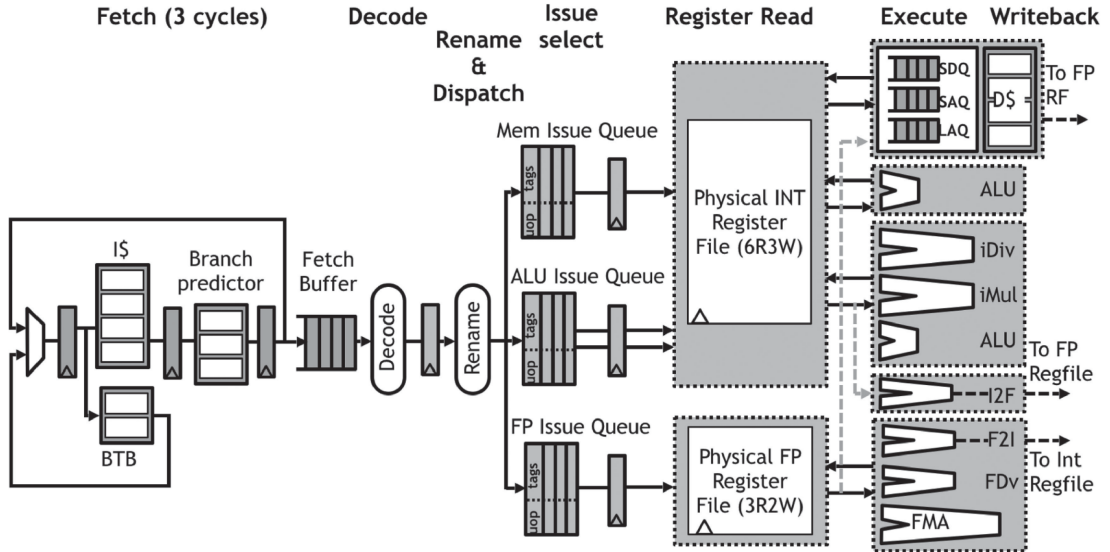 Fetch (3 cycles)
Decode
Rename
&
Dispatch
Issue
select
Register Read
Execute
Writeback
I$
Branch
predictor
BTB
Fetch
Buffer
Decode
Rename
Mem Issue Queue
tags
uop
ALU Issue Queue
tags
uop
FP Issue Queue
tags
uop
Physical INT
Register
File (6R3W)
Physical FP
Register
File (3R2W)
SDQ
SAQ
LAQ
D$
To FP
RF
ALU
iDiv
iMul
ALU
To FP
Regfile
I2F
F2I
To Int
Regfile
FDv
FMA